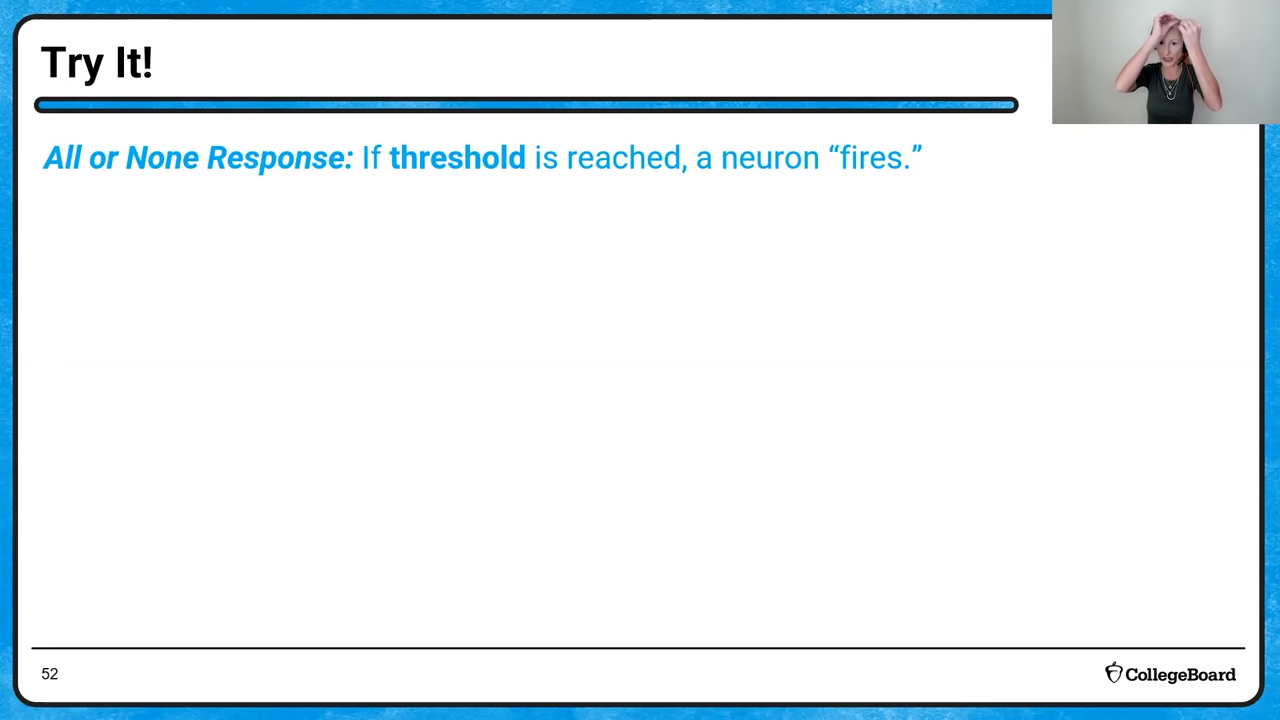 Try It!
All or None Response: If threshold is reached, a neuron “fires.”
52
CollegeBoard